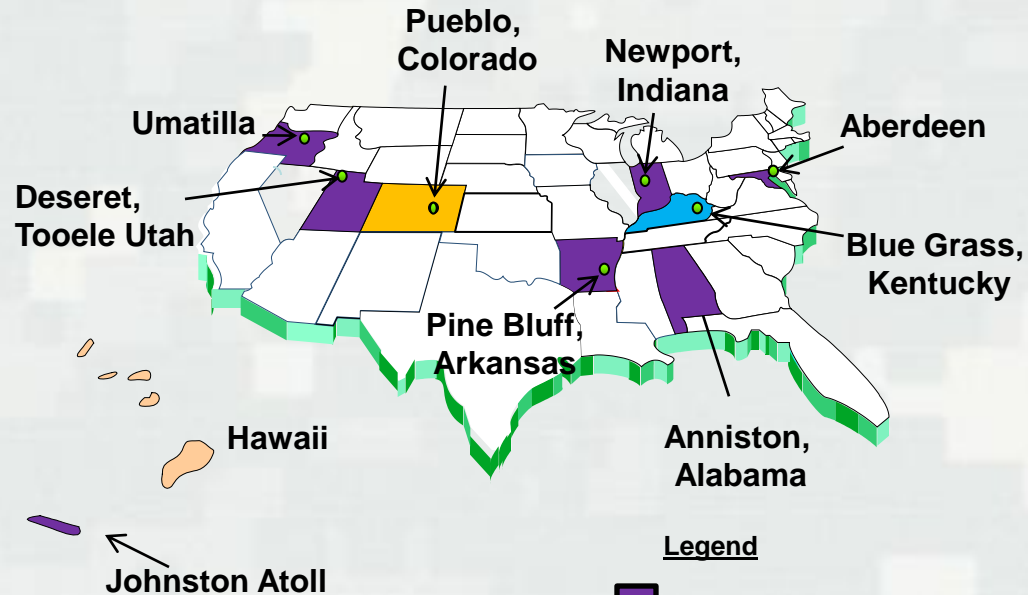 Pueblo,
Colorado
Newport,
Indiana
Umatilla
Aberdeen
Deseret,
Tooele Utah
Blue Grass,
Kentucky
Pine Bluff,
Arkansas
Hawaii
Anniston,
Alabama
Legend
Johnston Atoll